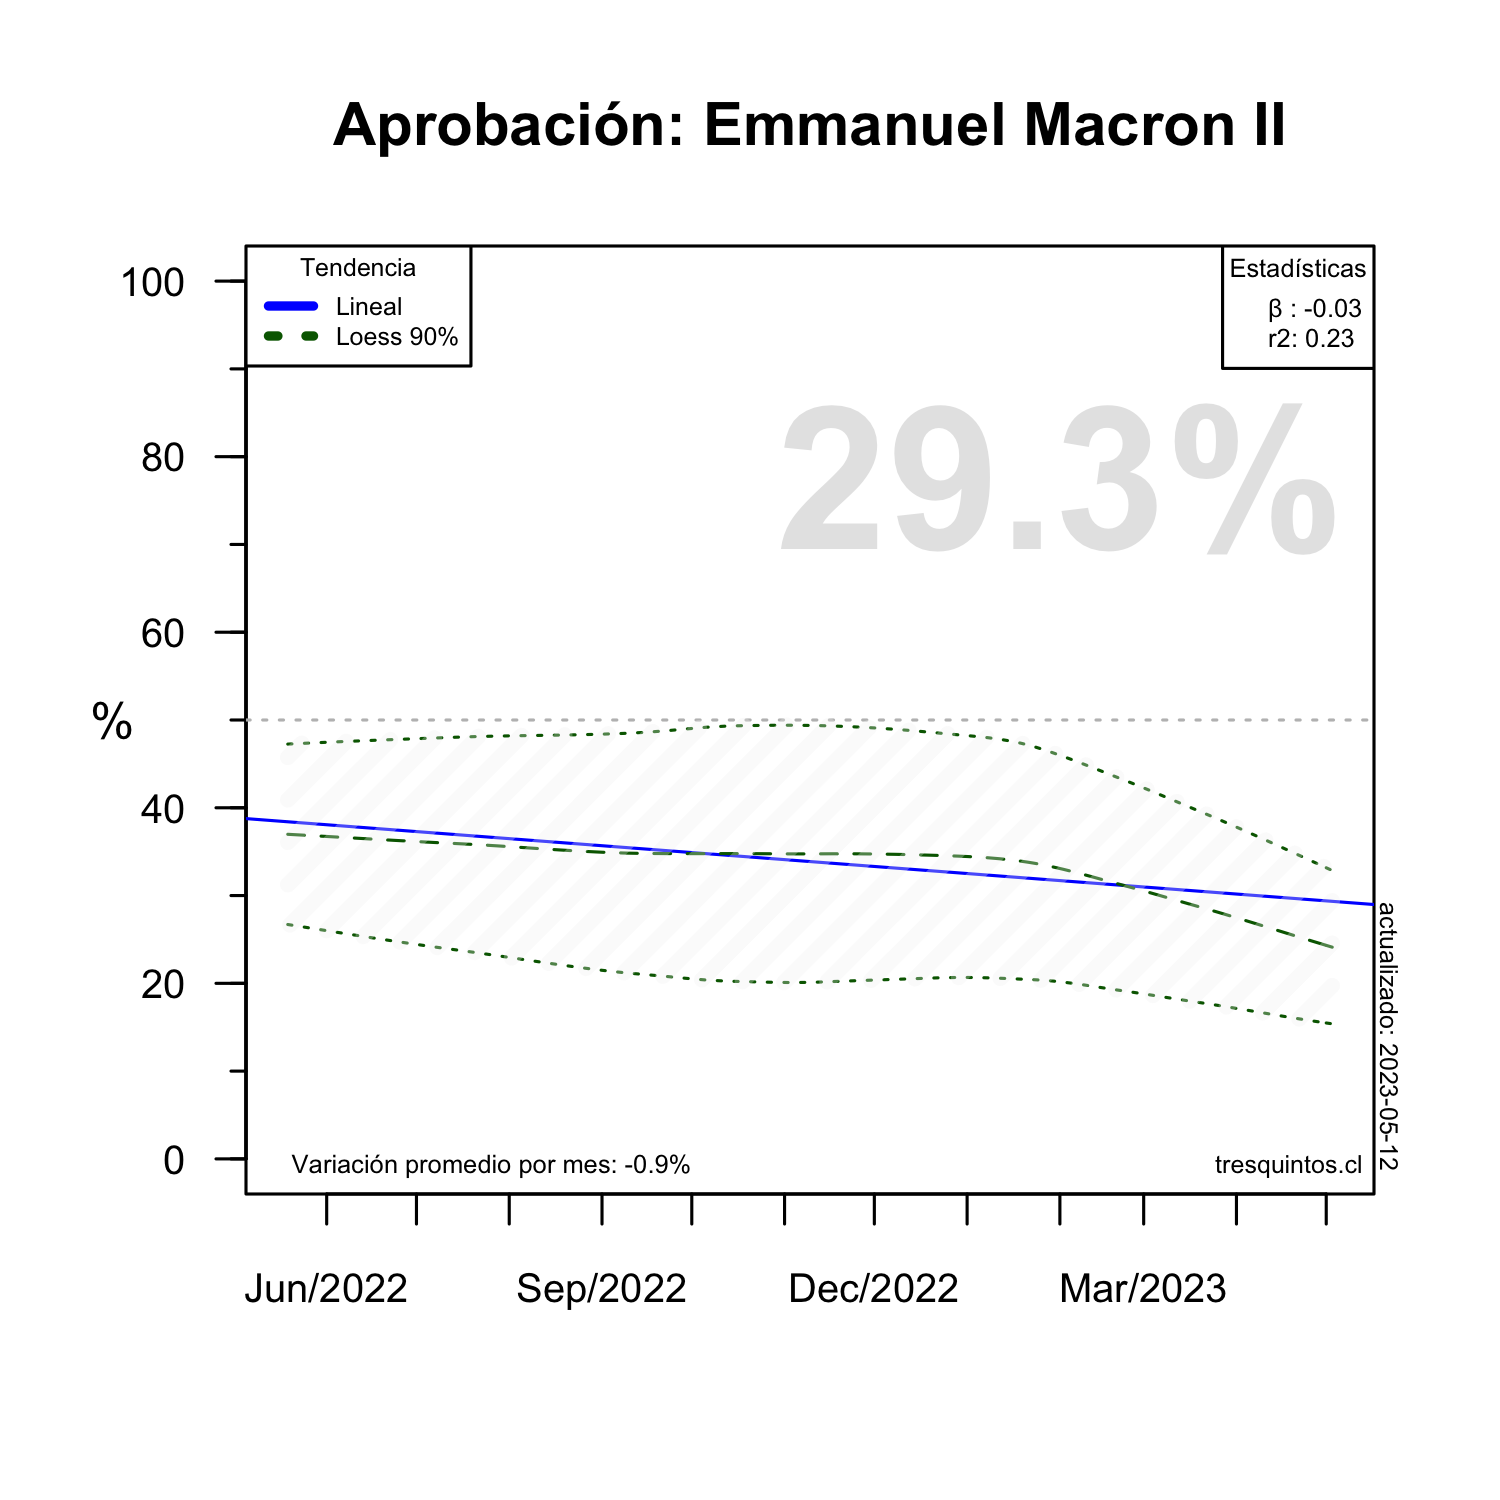 Aprobación: Emmanuel Macron II
Tendencia
Lineal
Loess 90%
Estadísticas
β : -0.03
r2: 0.23
29.3%
100
80
60
%
40
20
0
actualizado: 2023-05-12
Variación promedio por mes: -0.9%
tresquintos.cl
Jun/2022
Sep/2022
Dec/2022
Mar/2023